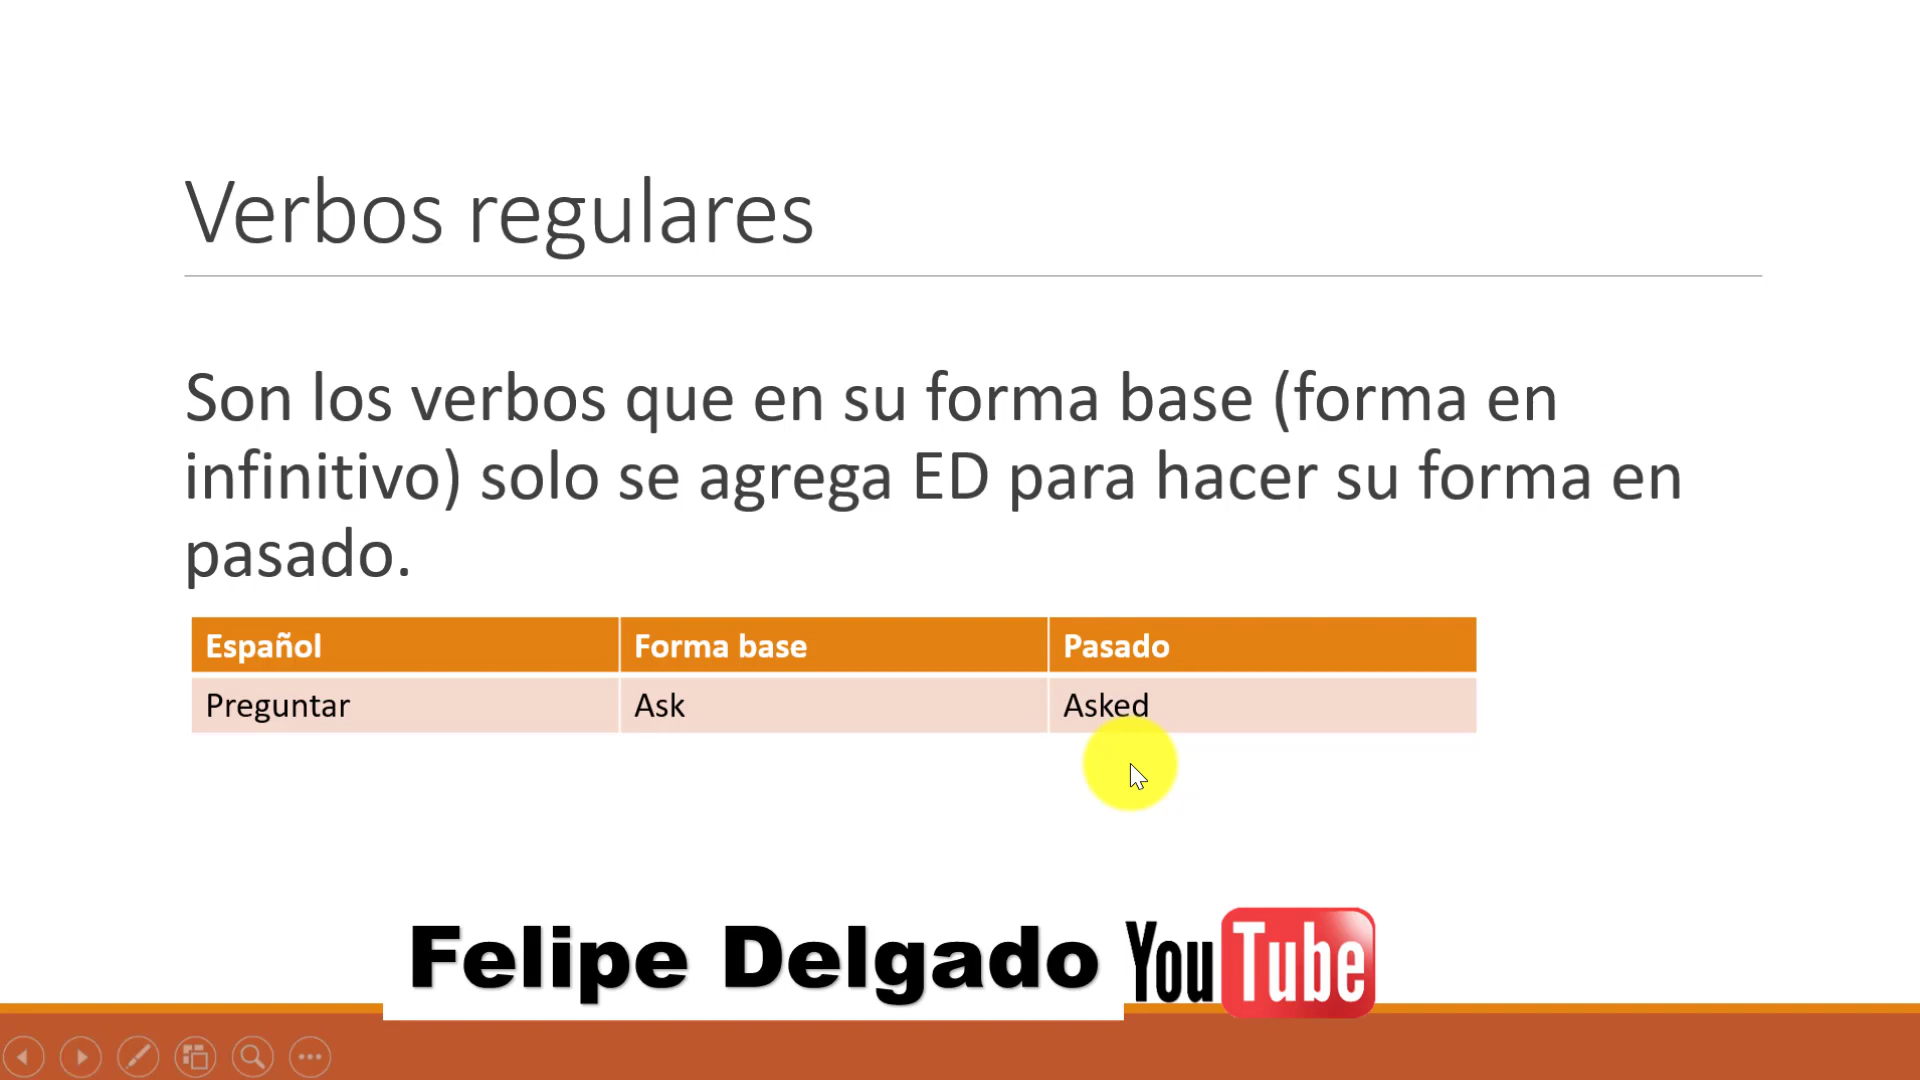 Verbos regulares
Son los verbos que en su forma base (forma en
infinitivo) solo se agrega ED para hacer su forma en
pasado.
Español Forma base Pasado
Preguntar Ask Asked
Felipe Delgado YouTube